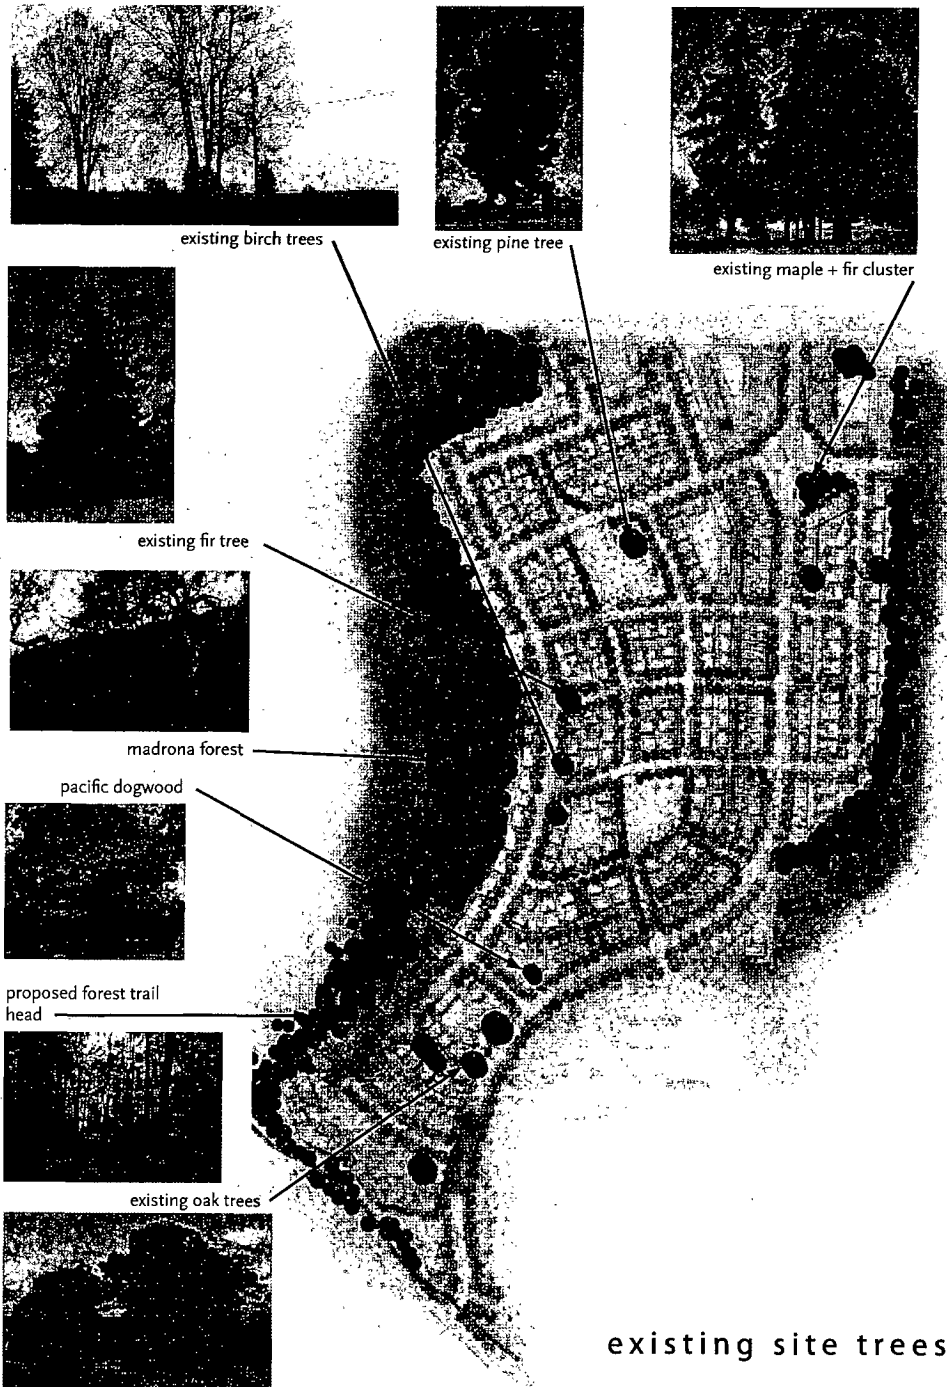 existing birch trees
existing pine tree
existing maple + fir cluster
existing fir tree
madrona forest
pacific dogwood
proposed forest trail
head
existing oak trees
existing site trees